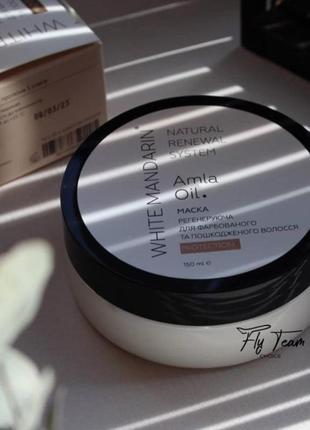 WHITE MANDARIN®
NATURAL
RENEWAL
SYSTEM
Amla
Oil.
МАСКА
РЕГЕНЕРУЮЧА
ДЛЯ ФАРБОВАНОГО
ТА ПОШКОДЖЕНОГО ВОЛОССЯ
PROTECTION
150 ml ℮
Fly Team
CHOICE